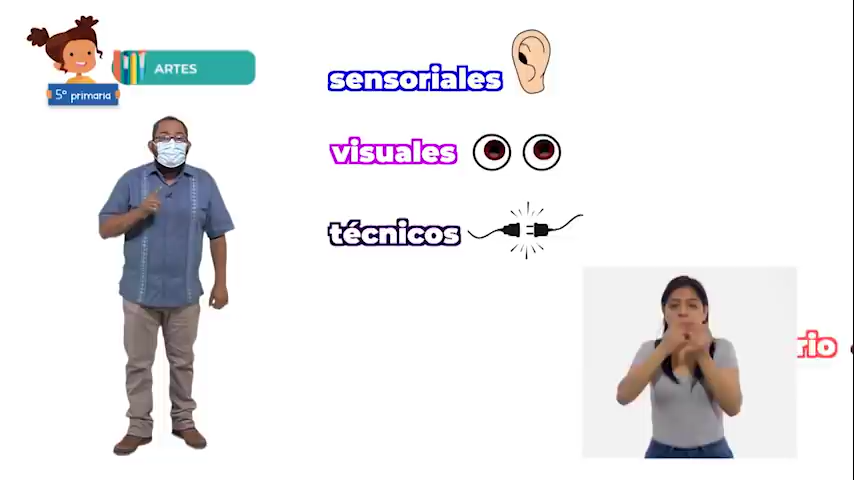 ARTES
5° primaria
sensoriales
visuales
técnicos